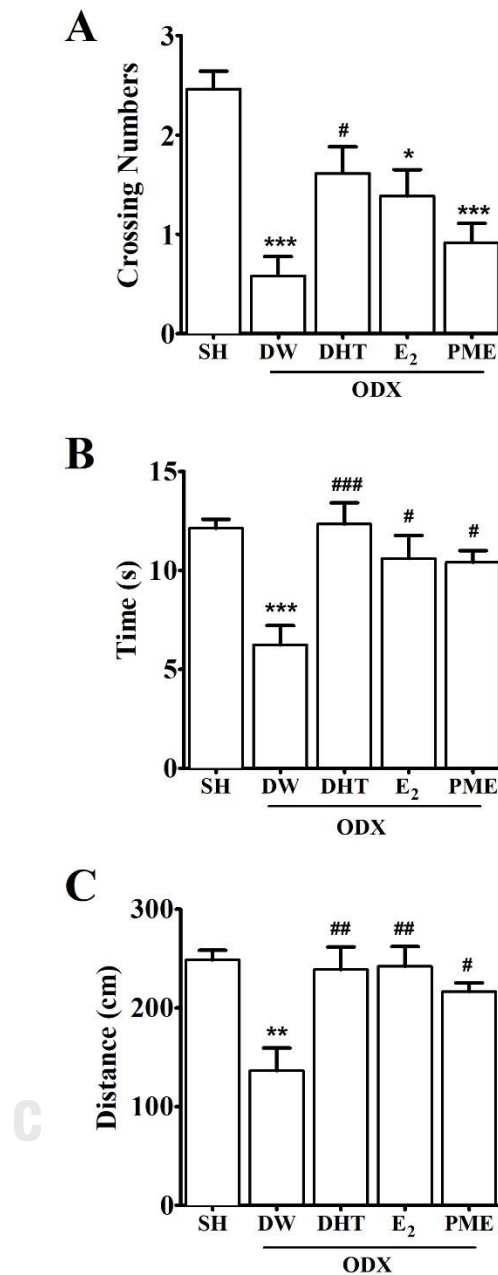 A
Crossing Numbers
3
2
1
0
#
*
***
***
SH DW DHT E₂ PME
ODX
B
Time (s)
15
10
5
0
###
#
#
***
SH DW DHT E₂ PME
ODX
C
Distance (cm)
300
200
100
0
##
##
#
**
SH DW DHT E₂ PME
ODX
c